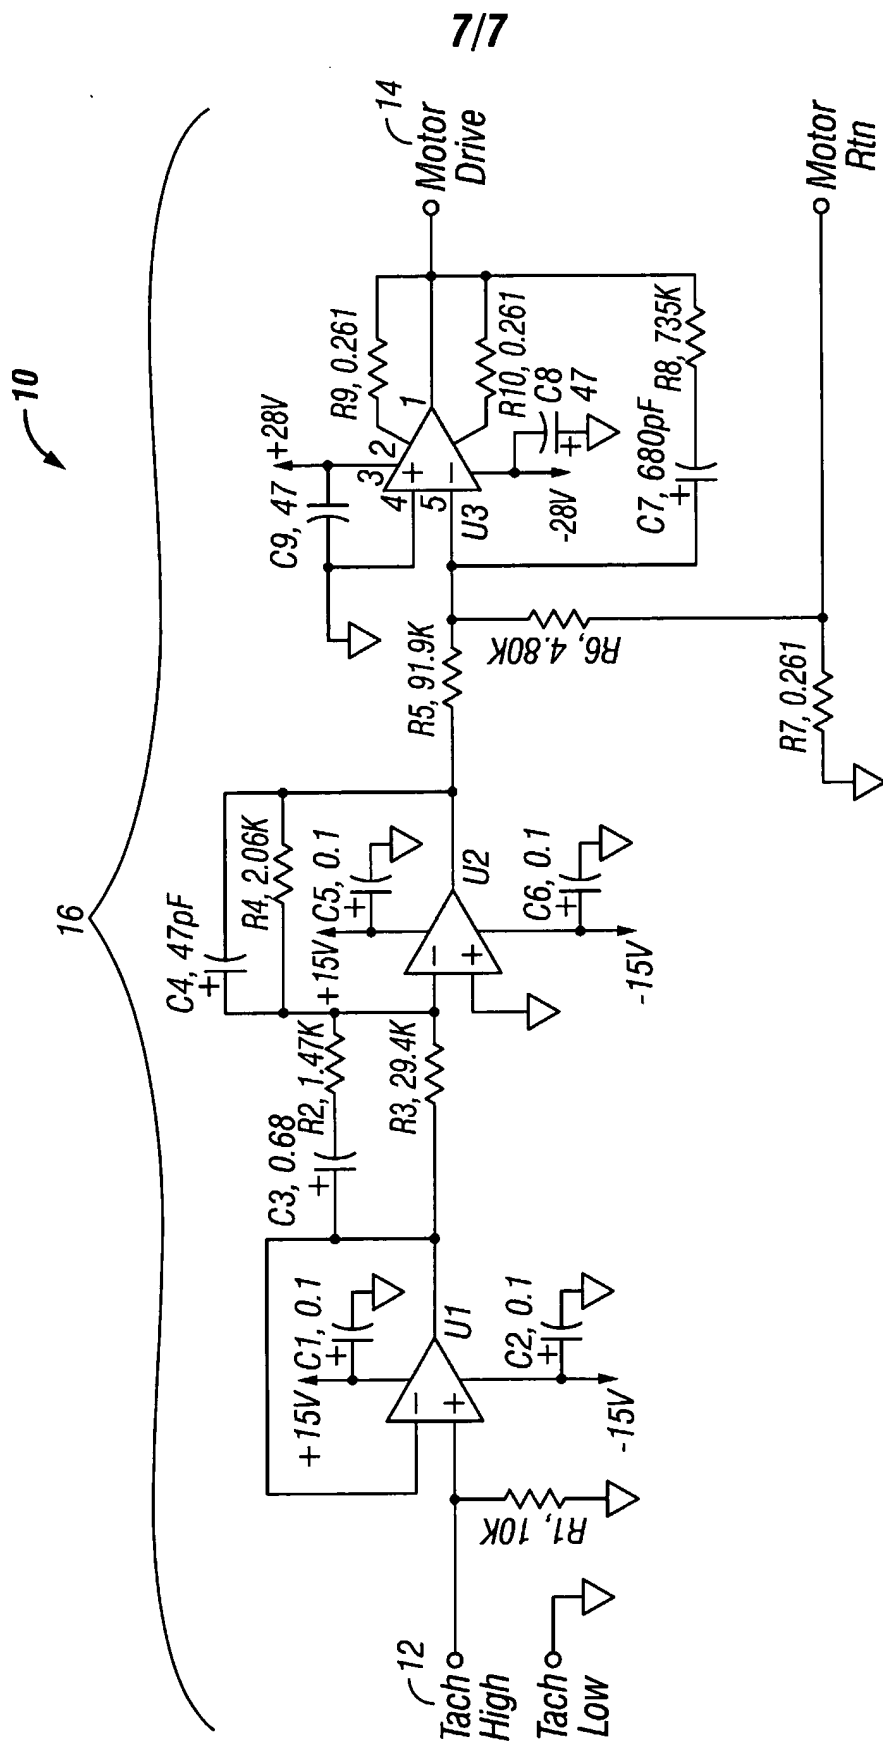 7/7
10
16
12
Tach
High
Tach
Low
R1, 10K
+15V
C1, 0.1
-
+
U1
C2, 0.1
-15V
C3, 0.68
+
R2, 1.47K
R3, 29.4K
C4, 47pF
+
R4, 2.06K
+15V
C5, 0.1
+
-
+
U2
C6, 0.1
+
-15V
R5, 91.9K
R6, 4.80K
R7, 0.261
C9, 47
+28V
3
2
4
+
1
5
-
U3
R9, 0.261
R10, 0.261
C8
47
+
-28V
C7, 680pF
+
R8, 735K
14
Motor
Drive
Motor
Rtn